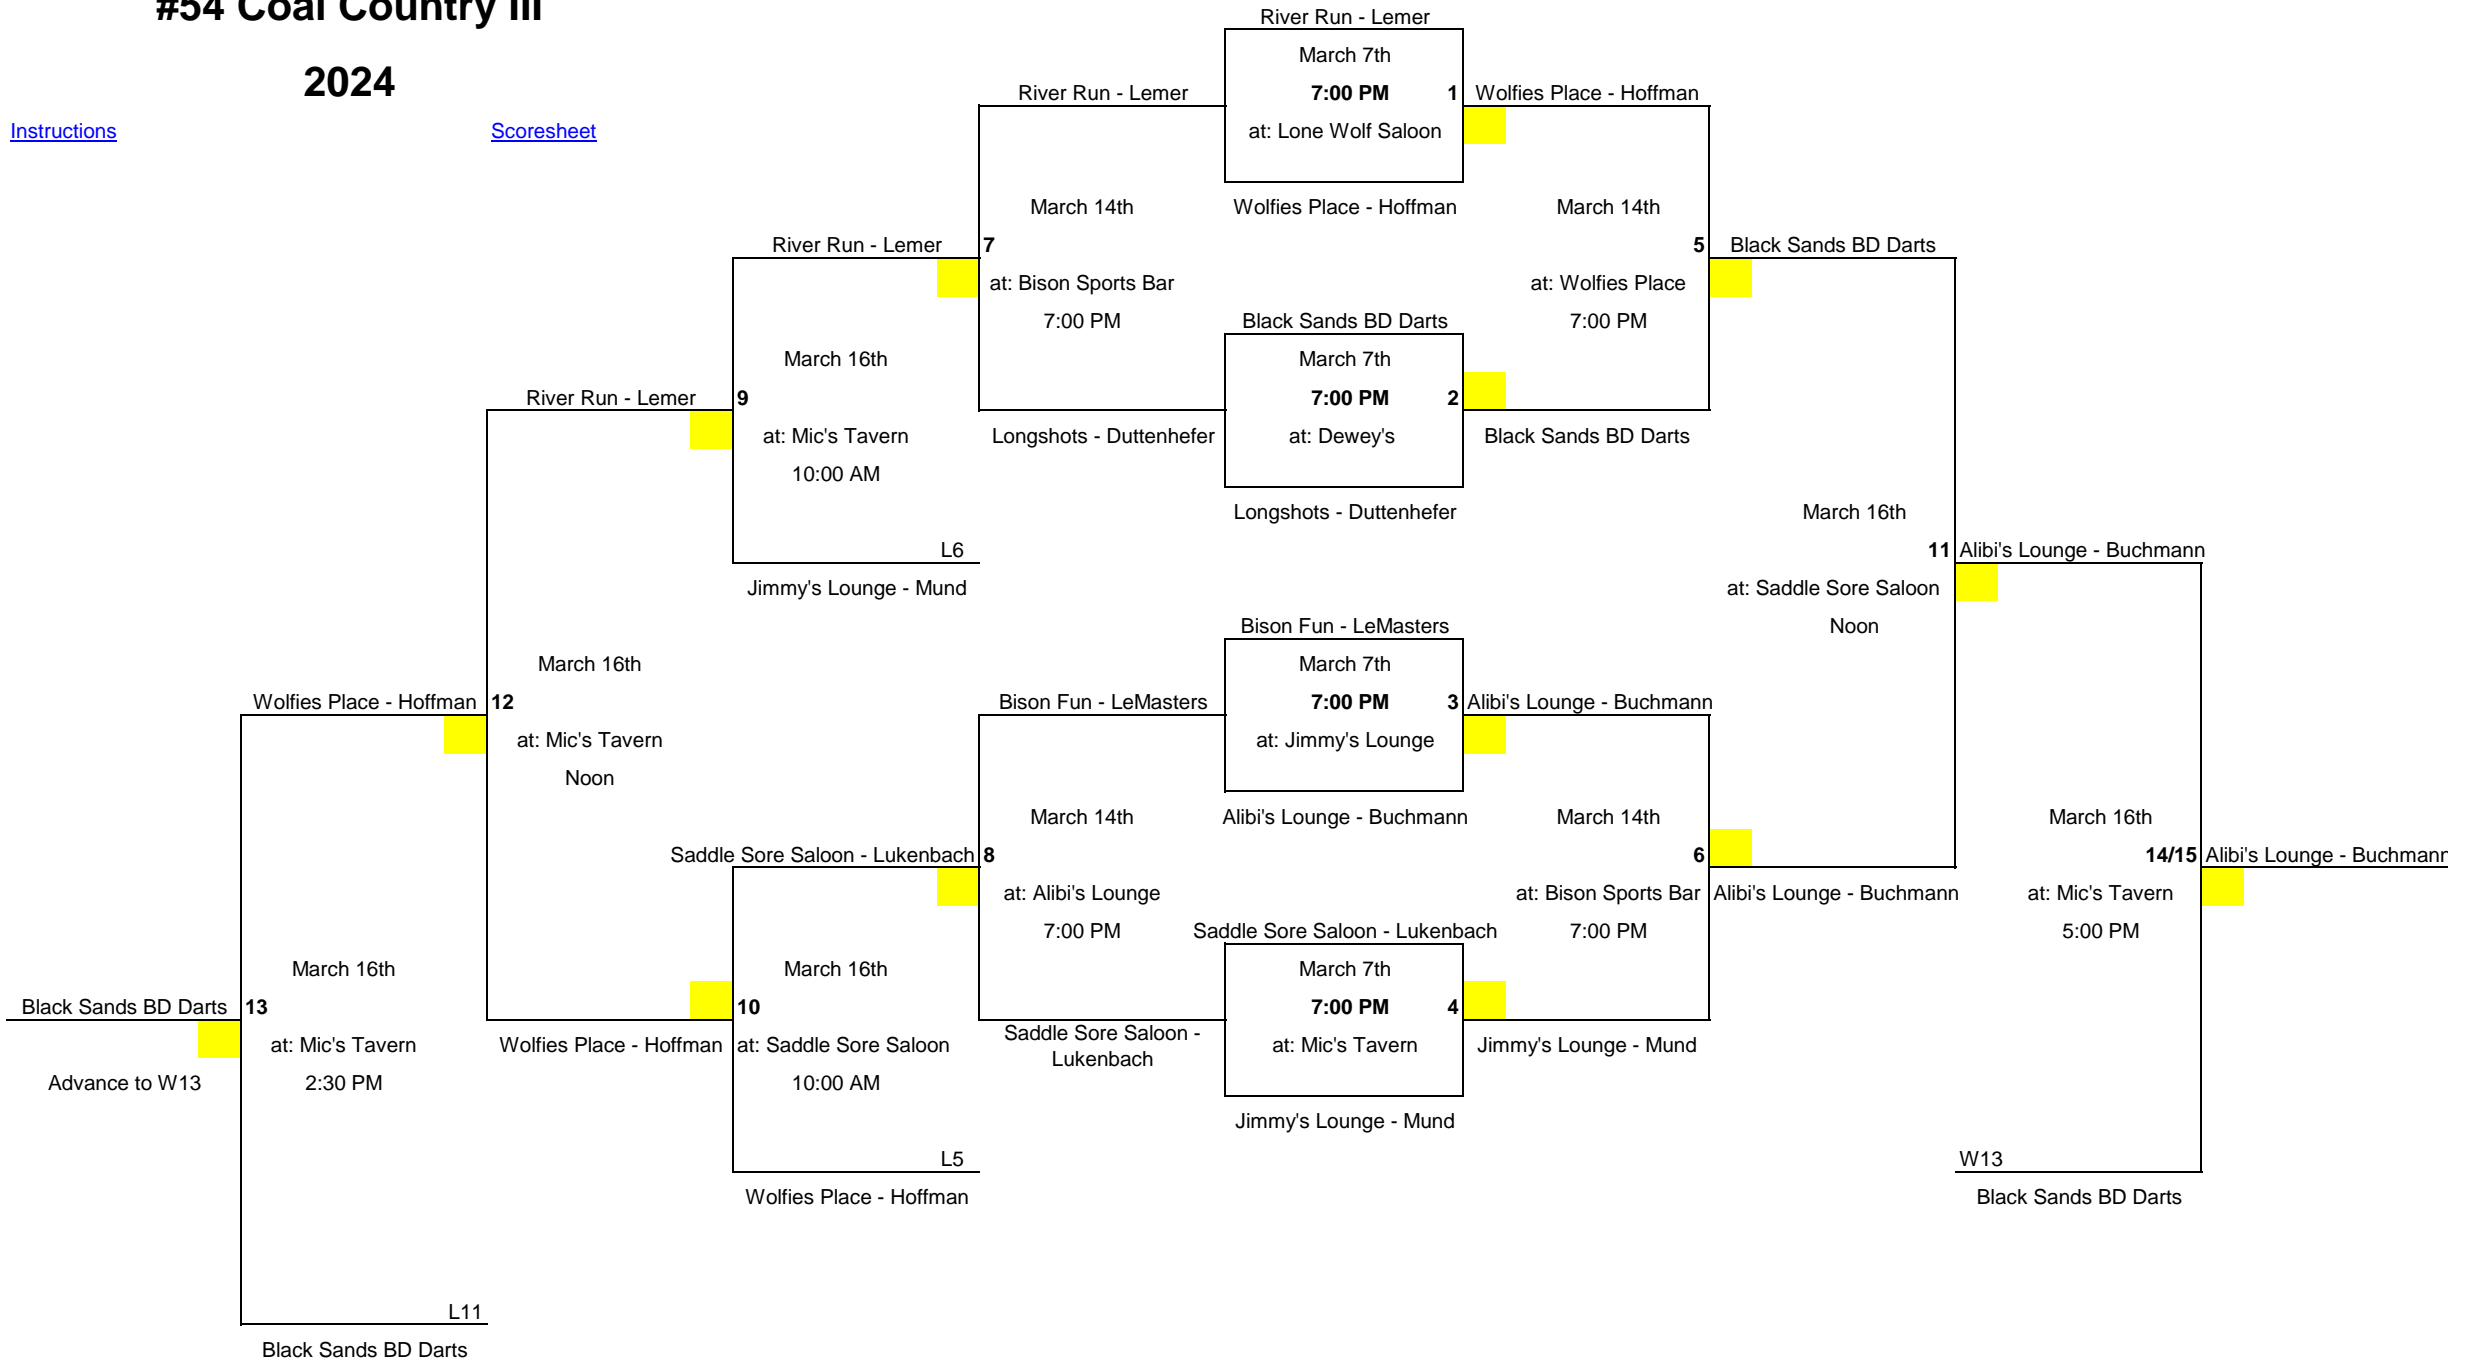 #54 Coal Country III
2024
Instructions
Scoresheet
River Run - Lemer
March 7th
River Run - Lemer
7:00 PM
1
Wolfies Place - Hoffman
at: Lone Wolf Saloon
March 14th
Wolfies Place - Hoffman
March 14th
River Run - Lemer
7
5
Black Sands BD Darts
at: Bison Sports Bar
at: Wolfies Place
7:00 PM
Black Sands BD Darts
7:00 PM
March 16th
March 7th
River Run - Lemer
9
7:00 PM
2
at: Mic's Tavern
Longshots - Duttenhefer
at: Dewey's
Black Sands BD Darts
10:00 AM
Longshots - Duttenhefer
March 16th
L6
11
Alibi's Lounge - Buchmann
Jimmy's Lounge - Mund
at: Saddle Sore Saloon
Bison Fun - LeMasters
Noon
March 16th
March 7th
Wolfies Place - Hoffman
12
Bison Fun - LeMasters
7:00 PM
3
Alibi's Lounge - Buchmann
at: Mic's Tavern
at: Jimmy's Lounge
Noon
March 14th
Alibi's Lounge - Buchmann
March 14th
March 16th
Saddle Sore Saloon - Lukenbach
8
6
14/15
Alibi's Lounge - Buchmann
at: Alibi's Lounge
at: Bison Sports Bar
Alibi's Lounge - Buchmann
at: Mic's Tavern
7:00 PM
Saddle Sore Saloon - Lukenbach
7:00 PM
5:00 PM
March 16th
March 16th
March 7th
Black Sands BD Darts
13
10
7:00 PM
4
at: Mic's Tavern
Wolfies Place - Hoffman
at: Saddle Sore Saloon
Saddle Sore Saloon -
Lukenbach
at: Mic's Tavern
Jimmy's Lounge - Mund
Advance to W13
2:30 PM
10:00 AM
Jimmy's Lounge - Mund
L5
W13
Wolfies Place - Hoffman
Black Sands BD Darts
L11
Black Sands BD Darts